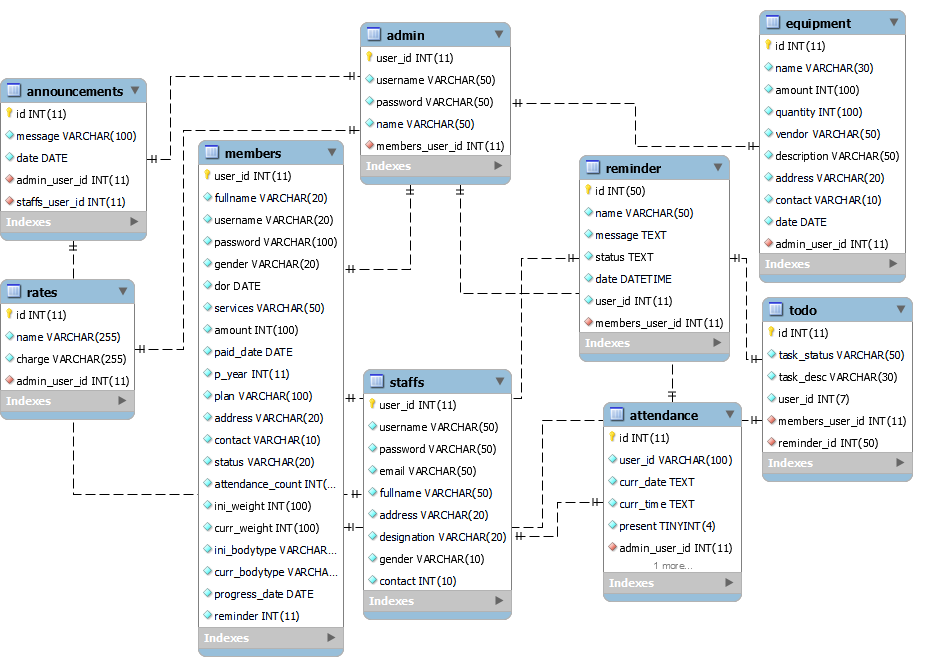 admin
user_id INT(11)
username VARCHAR(50)
password VARCHAR(50)
name VARCHAR(50)
members_user_id INT(11)
Indexes
equipment
id INT(11)
name VARCHAR(30)
amount INT(100)
quantity INT(100)
vendor VARCHAR(50)
description VARCHAR(50)
address VARCHAR(20)
contact VARCHAR(10)
date DATE
admin_user_id INT(11)
Indexes
announcements
id INT(11)
message VARCHAR(100)
date DATE
admin_user_id INT(11)
staffs_user_id INT(11)
Indexes
members
user_id INT(11)
fullname VARCHAR(20)
username VARCHAR(20)
password VARCHAR(100)
gender VARCHAR(20)
dor DATE
services VARCHAR(50)
amount INT(100)
paid_date DATE
p_year INT(11)
plan VARCHAR(100)
address VARCHAR(20)
contact VARCHAR(10)
status VARCHAR(20)
attendance_count INT(...
ini_weight INT(100)
curr_weight INT(100)
ini_bodytype VARCHAR...
curr_bodytype VARCHA...
progress_date DATE
reminder INT(11)
Indexes
reminder
id INT(50)
name VARCHAR(50)
message TEXT
status TEXT
date DATETIME
user_id INT(11)
members_user_id INT(11)
Indexes
rates
id INT(11)
name VARCHAR(255)
charge VARCHAR(255)
admin_user_id INT(11)
Indexes
todo
id INT(11)
task_status VARCHAR(50)
task_desc VARCHAR(30)
user_id INT(7)
members_user_id INT(11)
reminder_id INT(50)
Indexes
staffs
user_id INT(11)
username VARCHAR(50)
password VARCHAR(50)
email VARCHAR(50)
fullname VARCHAR(50)
address VARCHAR(20)
designation VARCHAR(20)
gender VARCHAR(10)
contact INT(10)
Indexes
attendance
id INT(11)
user_id VARCHAR(100)
curr_date TEXT
curr_time TEXT
present TINYINT(4)
admin_user_id INT(11)
1 more...
Indexes